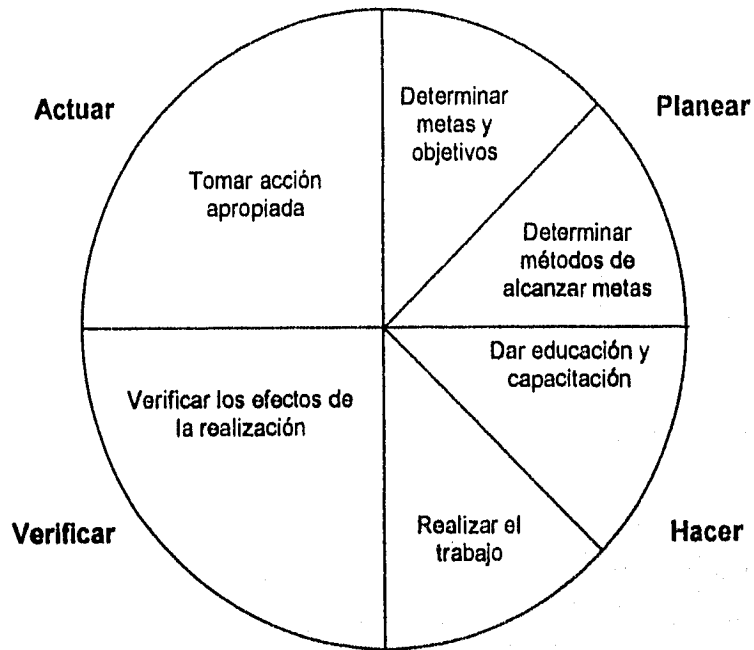 Actuar
Planear
Determinar
metas y
objetivos
Tomar acción
apropiada
Determinar
métodos de
alcanzar metas
Dar educación y
capacitación
Verificar los efectos de
la realización
Realizar el
trabajo
Verificar
Hacer